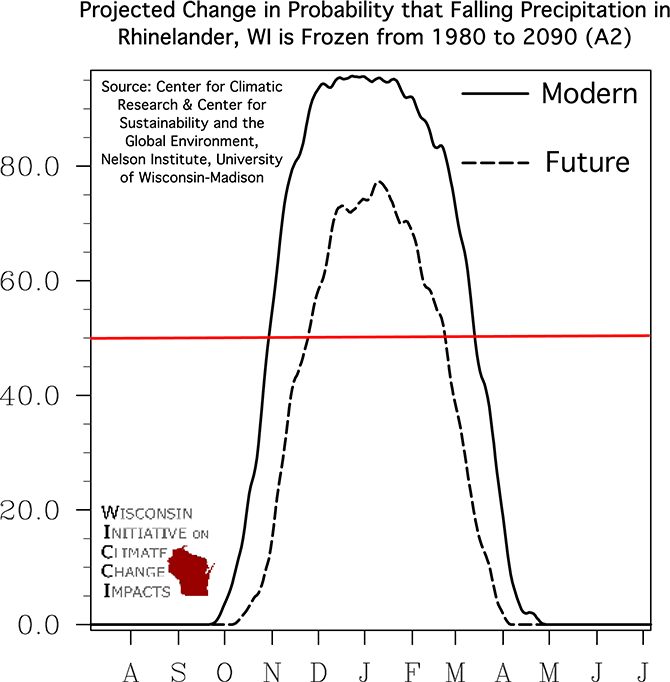 Projected Change in Probability that Falling Precipitation in
Rhinelander, WI is Frozen from 1980 to 2090 (A2)
Source: Center for Climatic
Research & Center for
Sustainability and the
Global Environment,
Nelson Institute, University
of Wisconsin-Madison
Modern
Future
80.0
60.0
40.0
20.0
0.0
WISCONSIN
INITIATIVE ON
CLIMATE
CHANGE
IMPACTS
A S O N D J F M A M J J